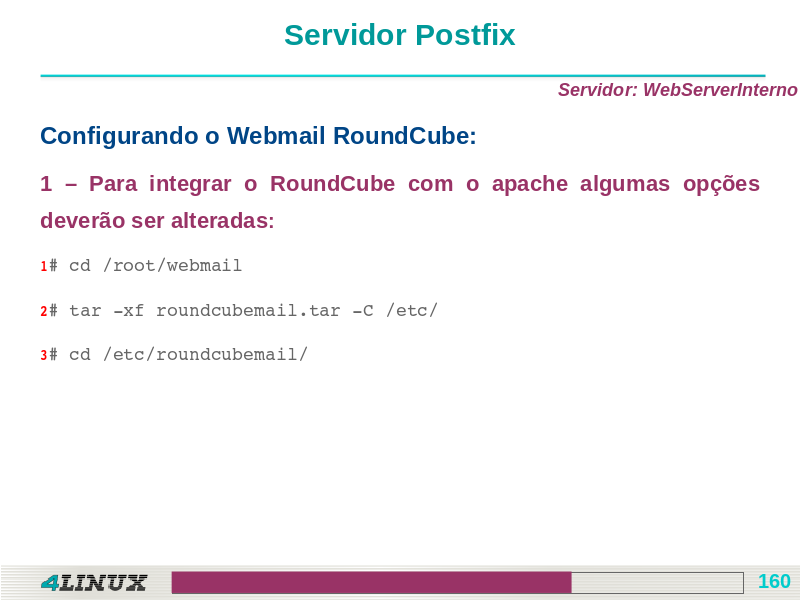 Servidor Postfix
Servidor: WebServerInterno
Configurando o Webmail RoundCube:
1 – Para integrar o RoundCube com o apache algumas opções
deverão ser alteradas:
1# cd /root/webmail
2# tar -xf roundcubemail.tar -C /etc/
3# cd /etc/roundcubemail/
4LINUX
160